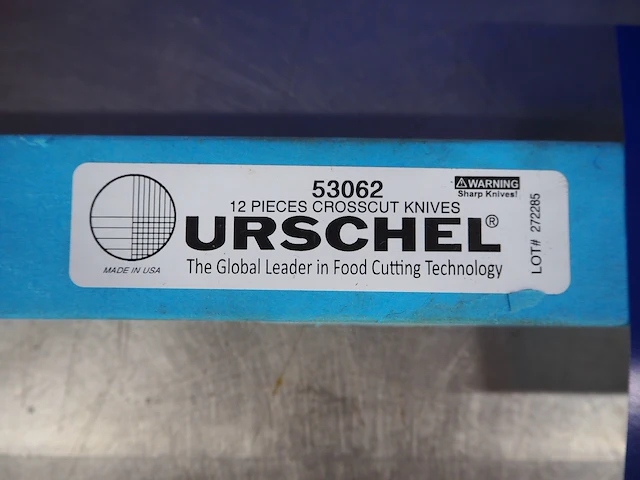 53062
12 PIECES CROSSCUT KNIVES
URSCHEL®
The Global Leader in Food Cutting Technology
MADE IN USA
⚠WARNING
Sharp Knives!
LOT# 272285